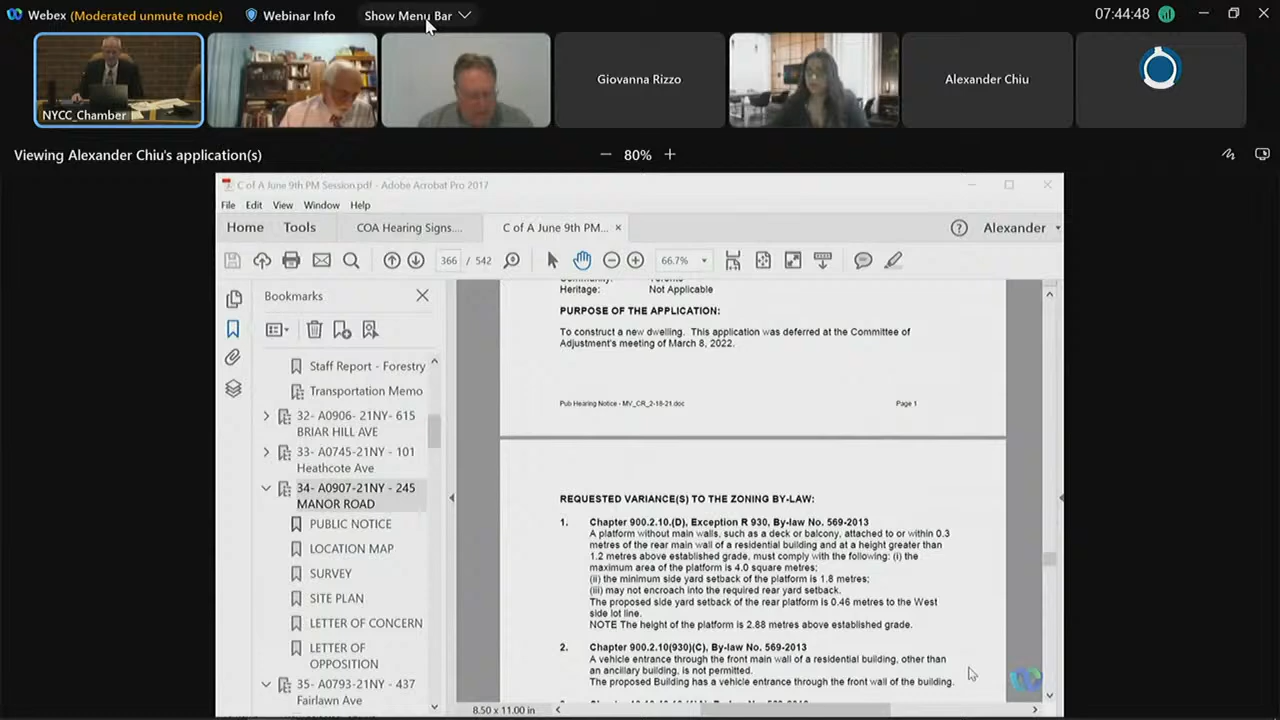 Webex (Moderated unmute mode) Webinar Info Show Menu Bar 07:44:48
NYCC_Chamber
Giovanna Rizzo
Alexander Chiu
Viewing Alexander Chiu's application(s) 80%
C of A June 9th PM Session.pdf - Adobe Acrobat Pro 2017
File Edit View Window Help
Home Tools COA Hearing Signs.... C of A June 9th PM... × Alexander
366 / 542 66.7%
Bookmarks
Staff Report - Forestry
Transportation Memo
32- A0906- 21NY- 615
BRIAR HILL AVE
33- A0745-21NY - 101
Heathcote Ave
34- A0907-21NY - 245
MANOR ROAD
PUBLIC NOTICE
LOCATION MAP
SURVEY
SITE PLAN
LETTER OF CONCERN
LETTER OF
OPPOSITION
35- A0793-21NY - 437
Fairlawn Ave
Heritage: Not Applicable
PURPOSE OF THE APPLICATION:
To construct a new dwelling. This application was deferred at the Committee of
Adjustment's meeting of March 8, 2022.
Pub Hearing Notice - MV_CR_2-18-21.doc Page 1
REQUESTED VARIANCE(S) TO THE ZONING BY-LAW:
1. Chapter 900.2.10.(D), Exception R 930, By-law No. 569-2013
A platform without main walls, such as a deck or balcony, attached to or within 0.3
metres of the rear main wall of a residential building and at a height greater than
1.2 metres above established grade, must comply with the following: (i) the
maximum area of the platform is 4.0 square metres;
(ii) the minimum side yard setback of the platform is 1.8 metres;
(iii) may not encroach into the required rear yard setback.
The proposed side yard setback of the rear platform is 0.46 metres to the West
side lot line.
NOTE The height of the platform is 2.88 metres above established grade.
2. Chapter 900.2.10(930)(C), By-law No. 569-2013
A vehicle entrance through the front main wall of a residential building, other than
an ancillary building, is not permitted.
The proposed Building has a vehicle entrance through the front wall of the building.
8.50 x 11.00 in